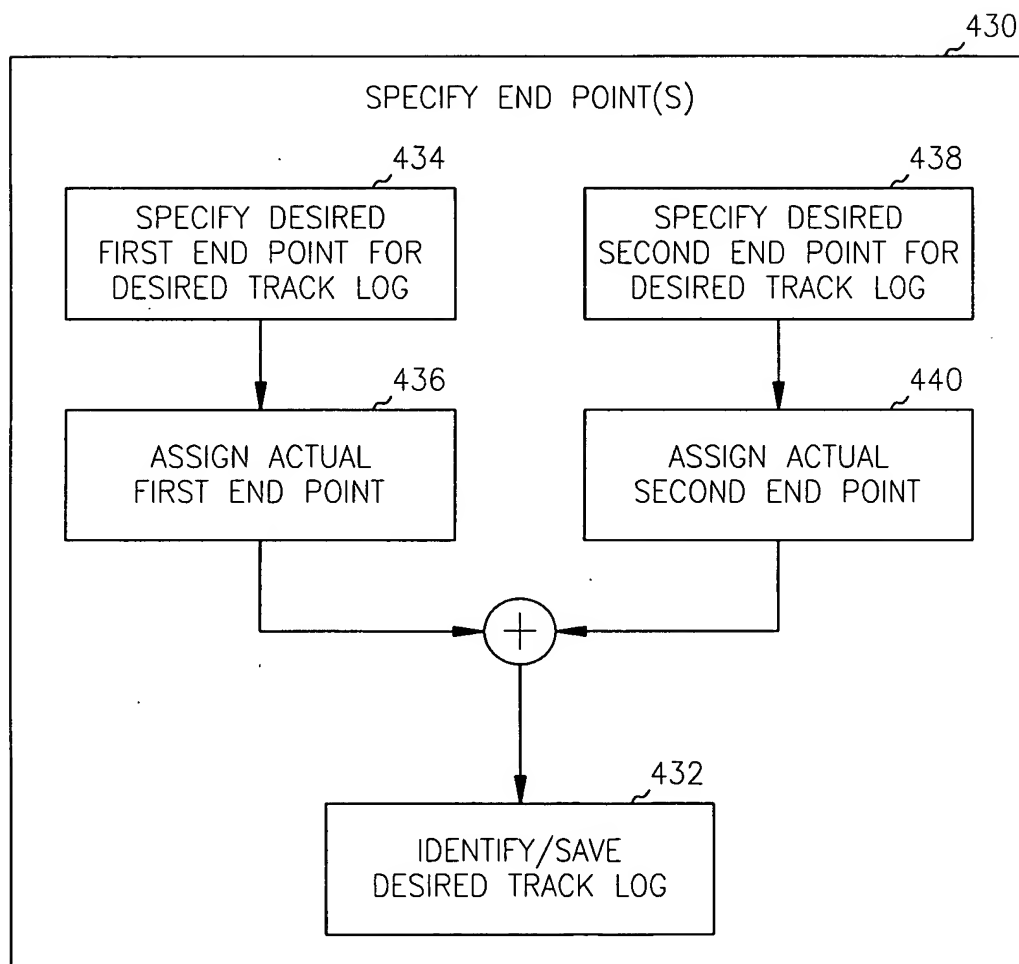 430
SPECIFY END POINT(S)
434
SPECIFY DESIRED
FIRST END POINT FOR
DESIRED TRACK LOG
438
SPECIFY DESIRED
SECOND END POINT FOR
DESIRED TRACK LOG
436
ASSIGN ACTUAL
FIRST END POINT
440
ASSIGN ACTUAL
SECOND END POINT
+
432
IDENTIFY/SAVE
DESIRED TRACK LOG